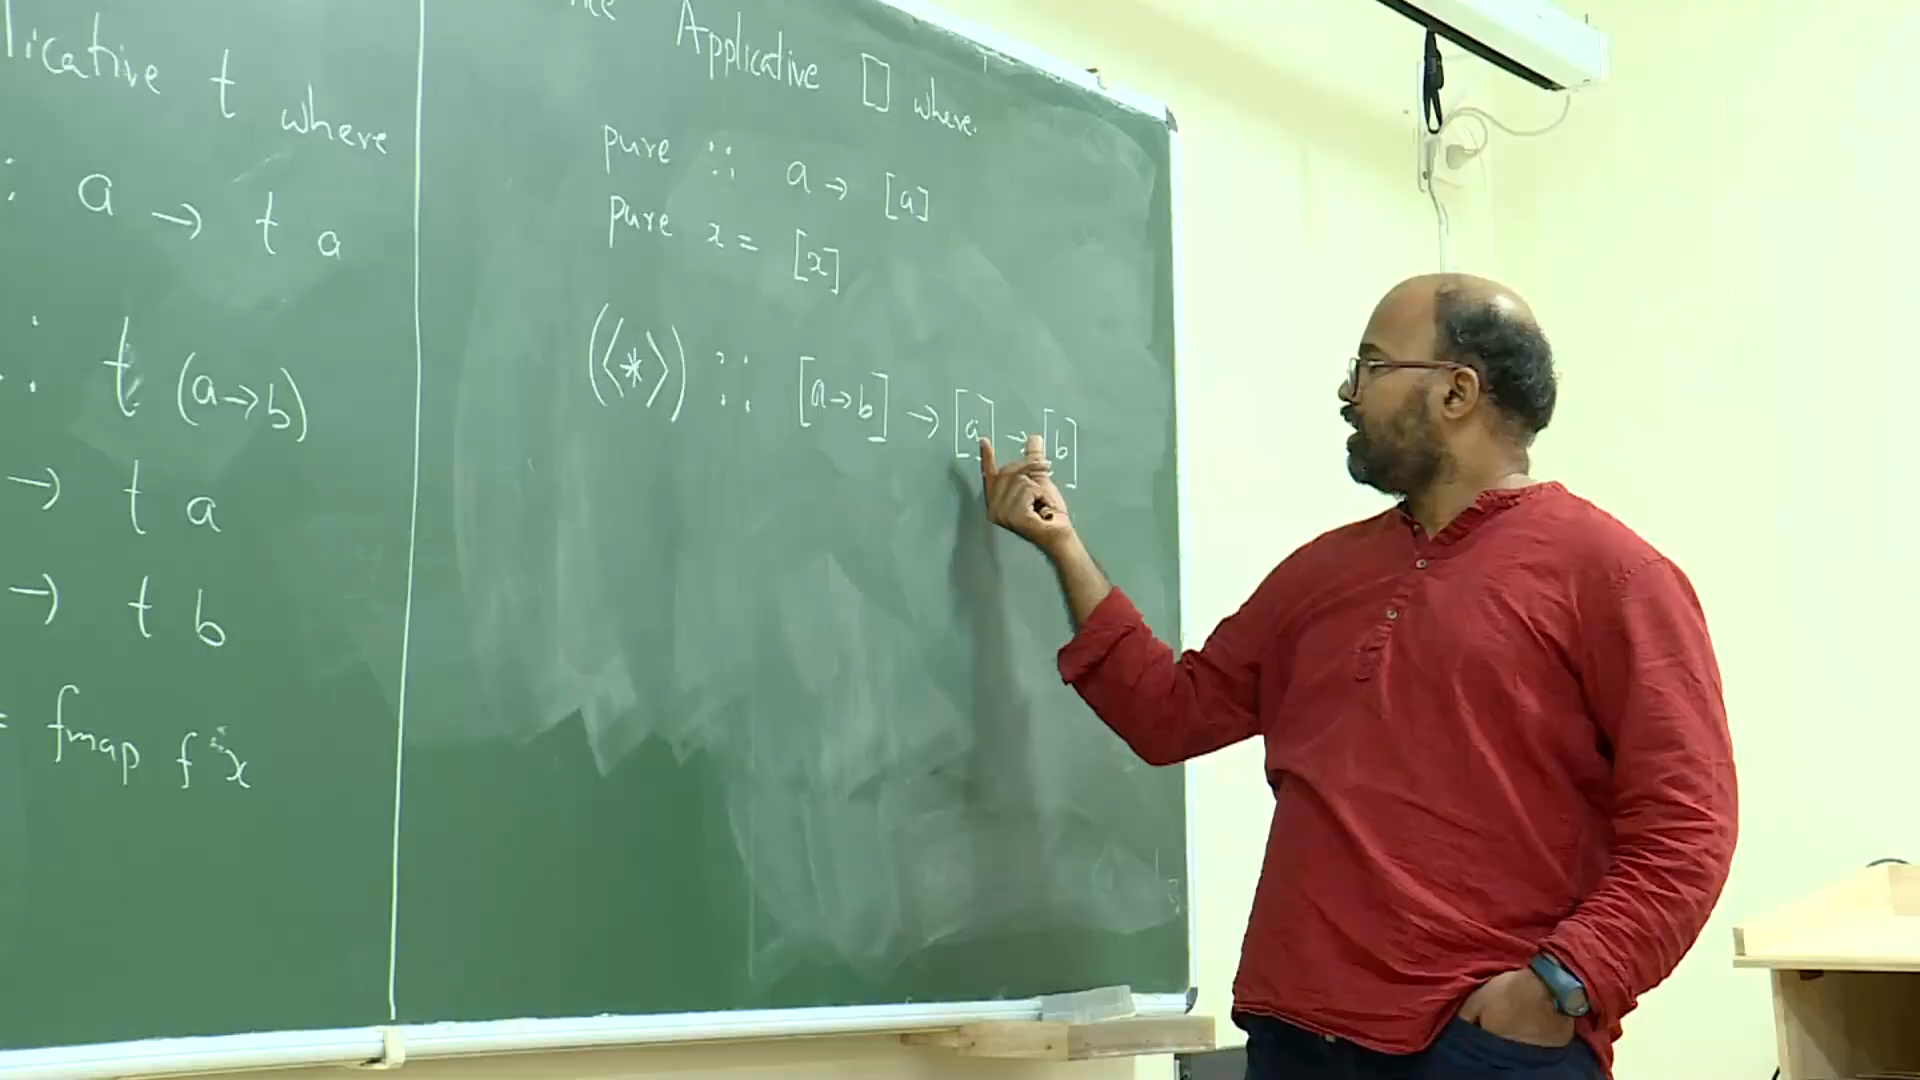 licative t where
: a → t a
:: t (a→b)
→ t a
→ t b
= fmap f x
Applicative [] where.
pure :: a → [a]
pure x = [x]
(<*>) :: [a→b] → [a] → [b]